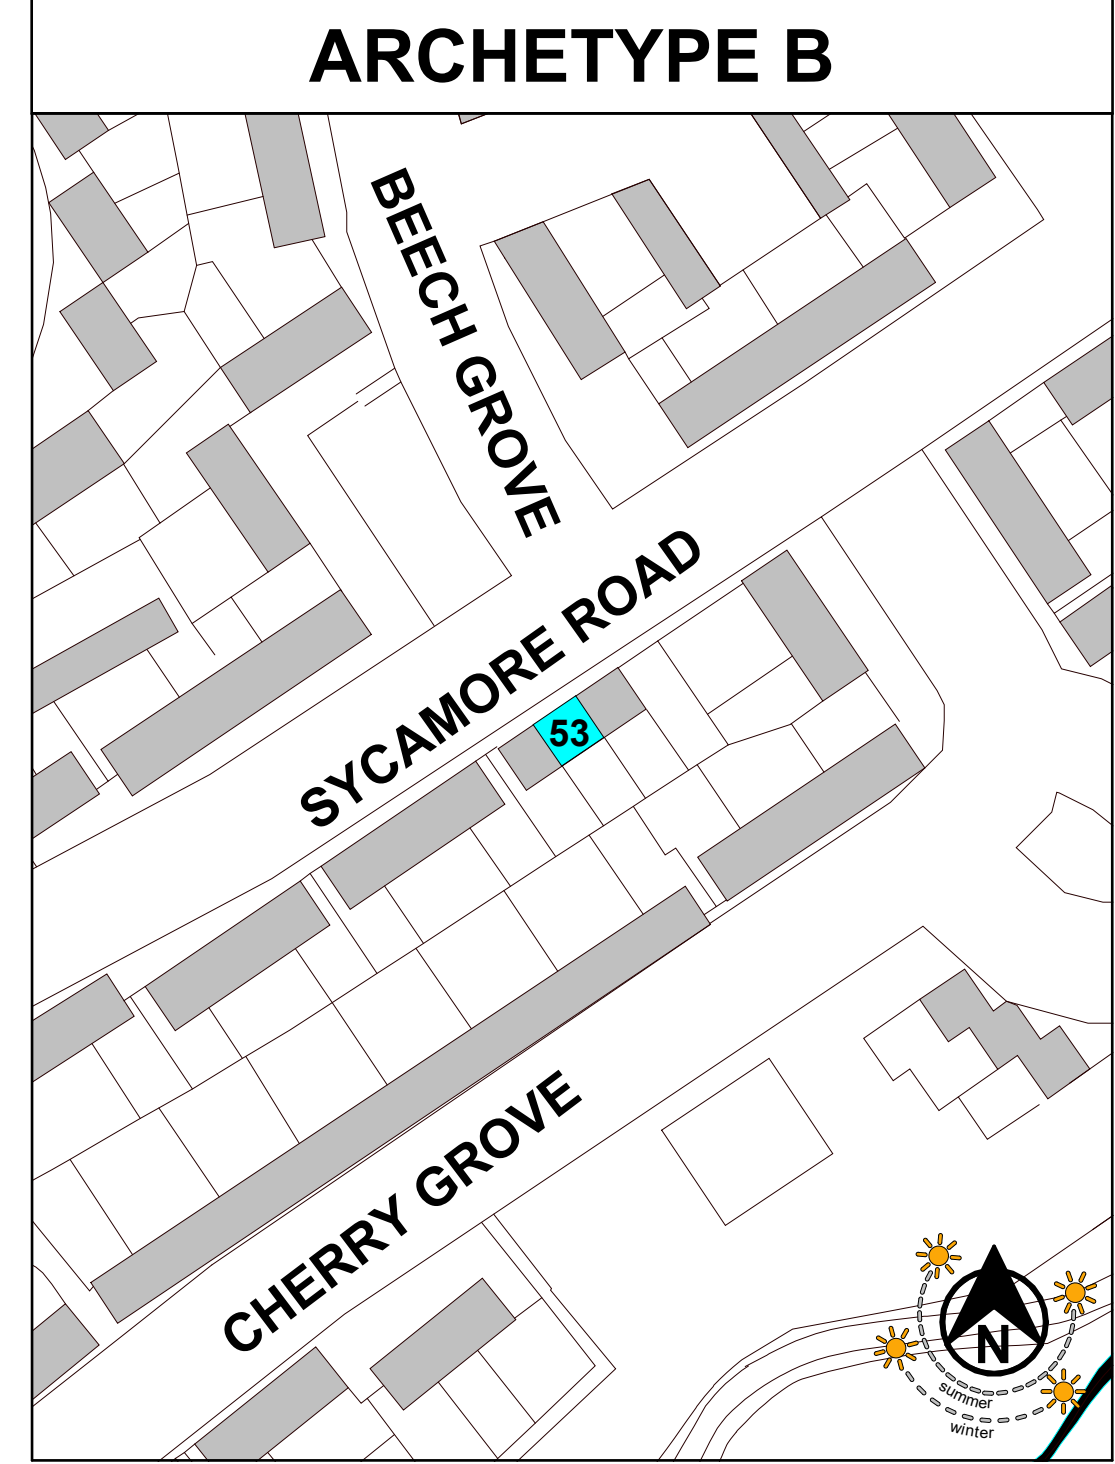 ARCHETYPE B
BEECH GROVE
SYCAMORE ROAD
53
CHERRY GROVE
N
summer
winter